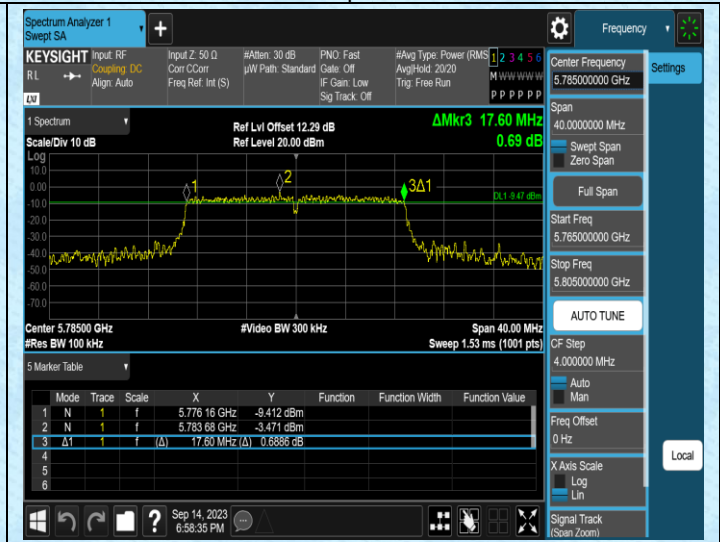 Spectrum Analyzer 1
Swept SA
+
Frequency
KEYSIGHT Input: RF Input Z: 50 Ω #Atten: 30 dB PNO: Fast #Avg Type: Power (RMS 1 2 3 4 5 6
RL Coupling: DC Corr CCorr µW Path: Standard Gate: Off Avg|Hold: 20/20 M W W W W W
Align: Auto Freq Ref: Int (S) IF Gain: Low Trig: Free Run
LXI Sig Track: Off P P P P P P
1 Spectrum
Scale/Div 10 dB
Ref Lvl Offset 12.29 dB
Ref Level 20.00 dBm
ΔMkr3 17.60 MHz
0.69 dB
Log
10.0
0.00
-10.0
-20.0
-30.0
-40.0
-50.0
-60.0
-70.0
1
2
3Δ1
DL1 -9.47 dBm
Center 5.78500 GHz #Video BW 300 kHz Span 40.00 MHz
#Res BW 100 kHz Sweep 1.53 ms (1001 pts)
5 Marker Table
Mode Trace Scale X Y Function Function Width Function Value
1 N 1 f 5.776 16 GHz -9.412 dBm
2 N 1 f 5.783 68 GHz -3.471 dBm
3 Δ1 1 f (Δ) 17.60 MHz (Δ) 0.6886 dB
4
5
6
?
Sep 14, 2023
6:58:35 PM
Center Frequency
5.785000000 GHz
Span
40.0000000 MHz
Swept Span
Zero Span
Full Span
Start Freq
5.765000000 GHz
Stop Freq
5.805000000 GHz
AUTO TUNE
CF Step
4.000000 MHz
Auto
Man
Freq Offset
0 Hz
X Axis Scale
Log
Lin
Signal Track
(Span Zoom)
Settings
Local